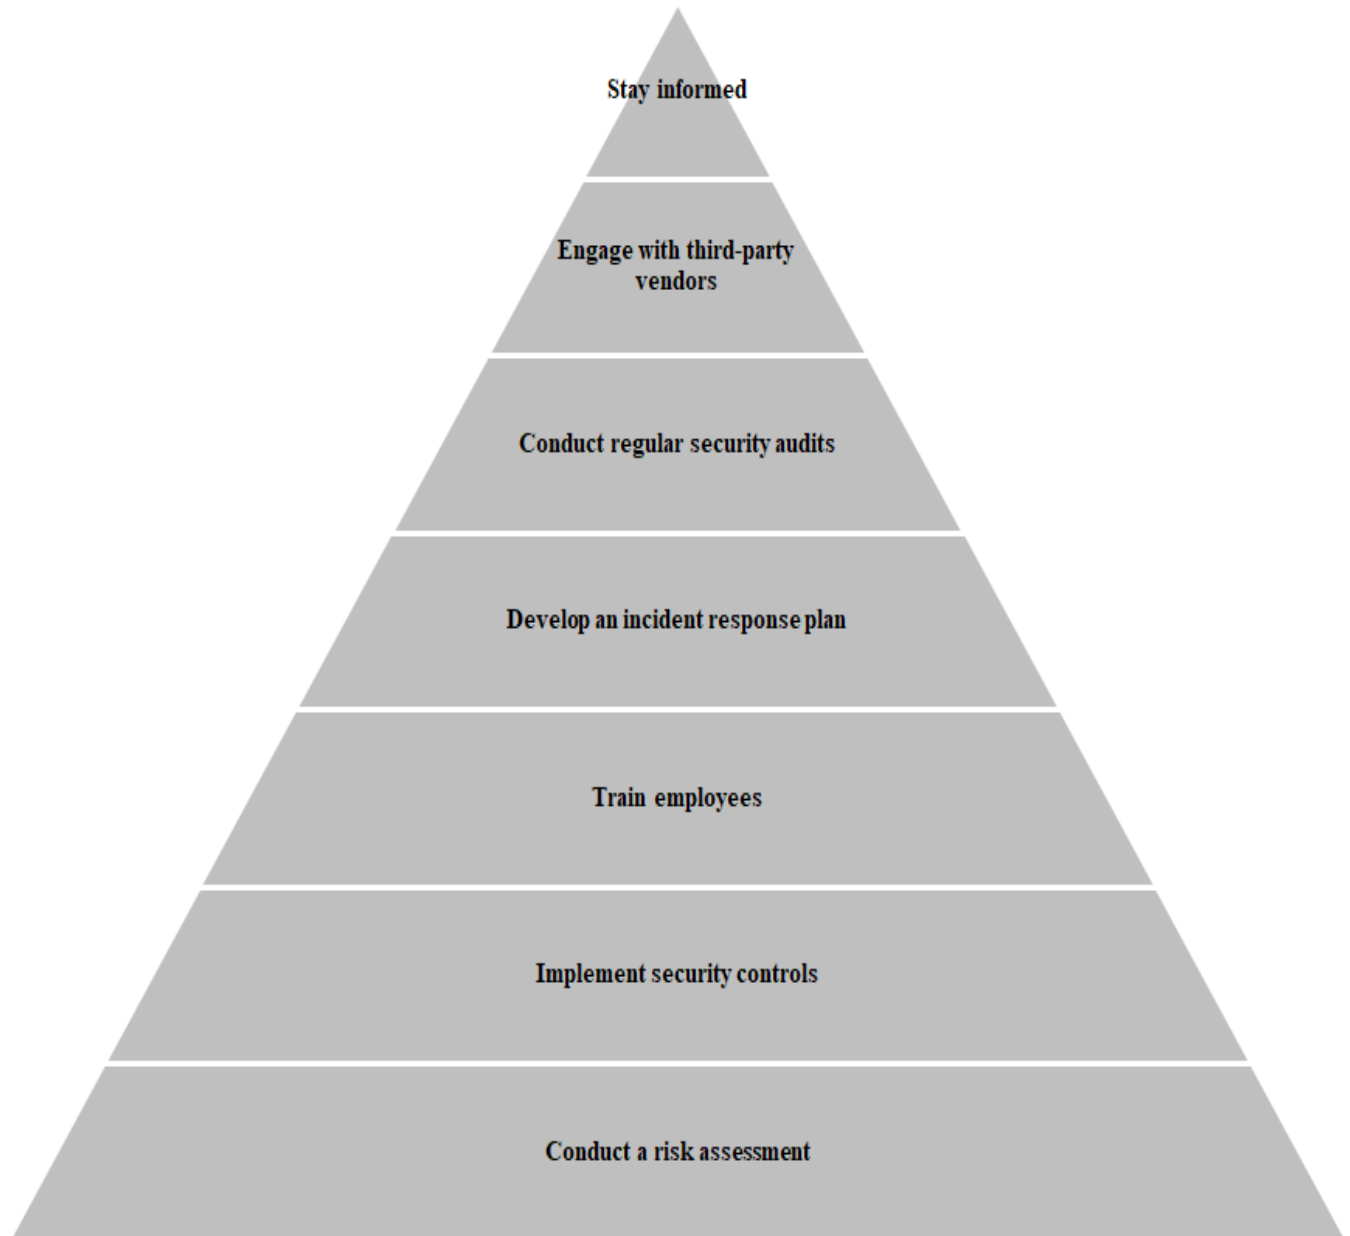 Stay informed
Engage with third-party
vendors
Conduct regular security audits
Develop an incident response plan
Train employees
Implement security controls
Conduct a risk assessment